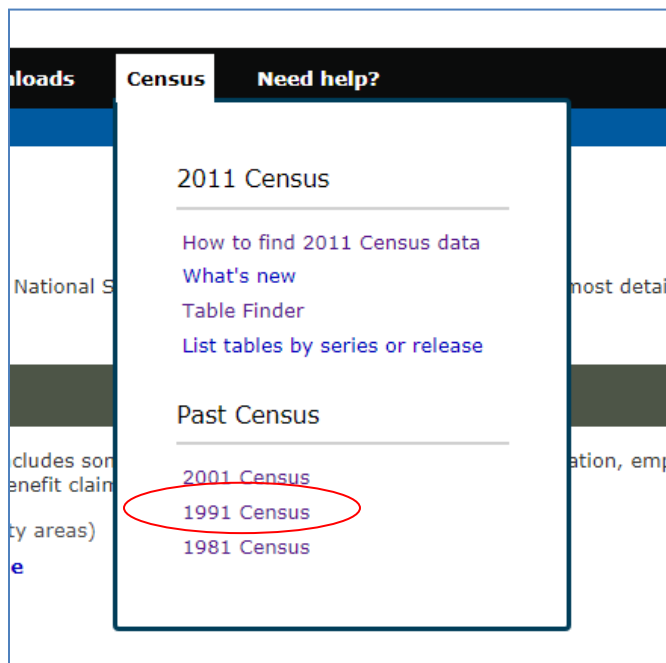 nloads Census Need help?
2011 Census
How to find 2011 Census data
What's new
National S most detai
Table Finder
List tables by series or release
Past Census
cludes son ation, emp
2001 Census
enefit claim
1991 Census
ty areas)
1981 Census
e